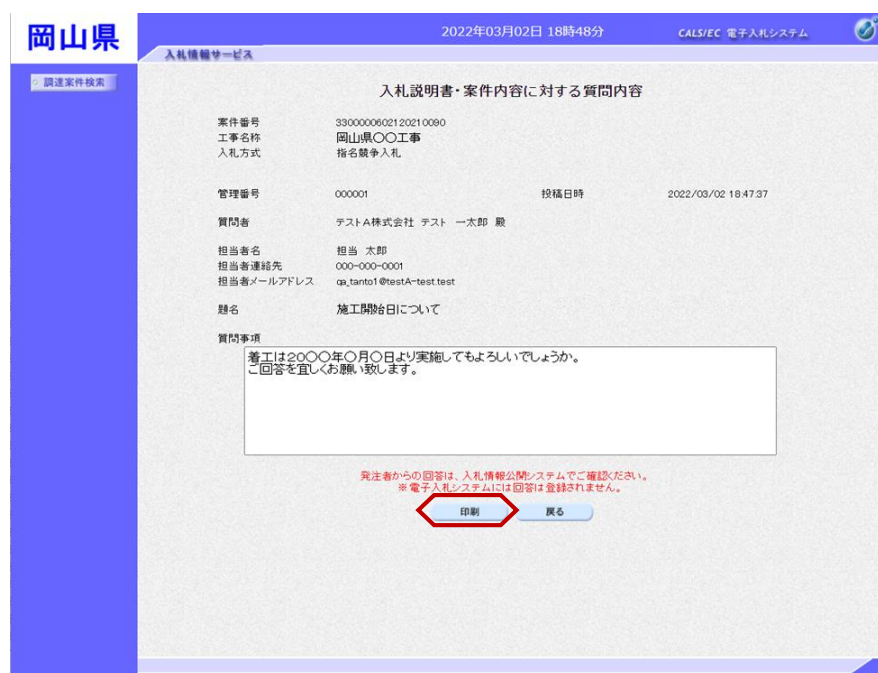 岡山県
2022年03月02日 18時48分
CALS/EC 電子入札システム
入札情報サービス
調達案件検索
入札説明書・案件内容に対する質問内容
案件番号 3300000602120210090
工事名称 岡山県〇〇工事
入札方式 指名競争入札
管理番号 000001 投稿日時 2022/03/02 18:47:37
質問者 テストA株式会社 テスト 一太郎 殿
担当者名 担当 太郎
担当者連絡先 000-000-0001
担当者メールアドレス qa_tanto1@testA-test.test
題名 施工開始日について
質問事項
着工は20〇〇年〇月〇日より実施してもよろしいでしょうか。
ご回答を宜しくお願い致します。
発注者からの回答は、入札情報公開システムでご確認ください。
※電子入札システムには回答は登録されません。
印刷 戻る